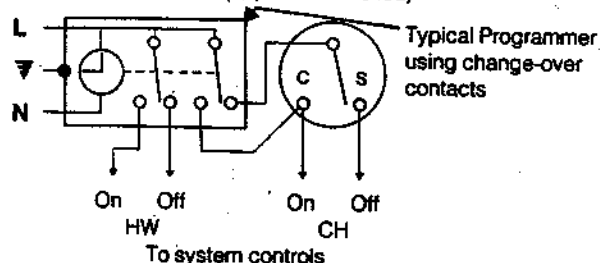 L
Typical Programmer
using change-over
contacts
N
C S
On Off On Off
HW CH
To system controls